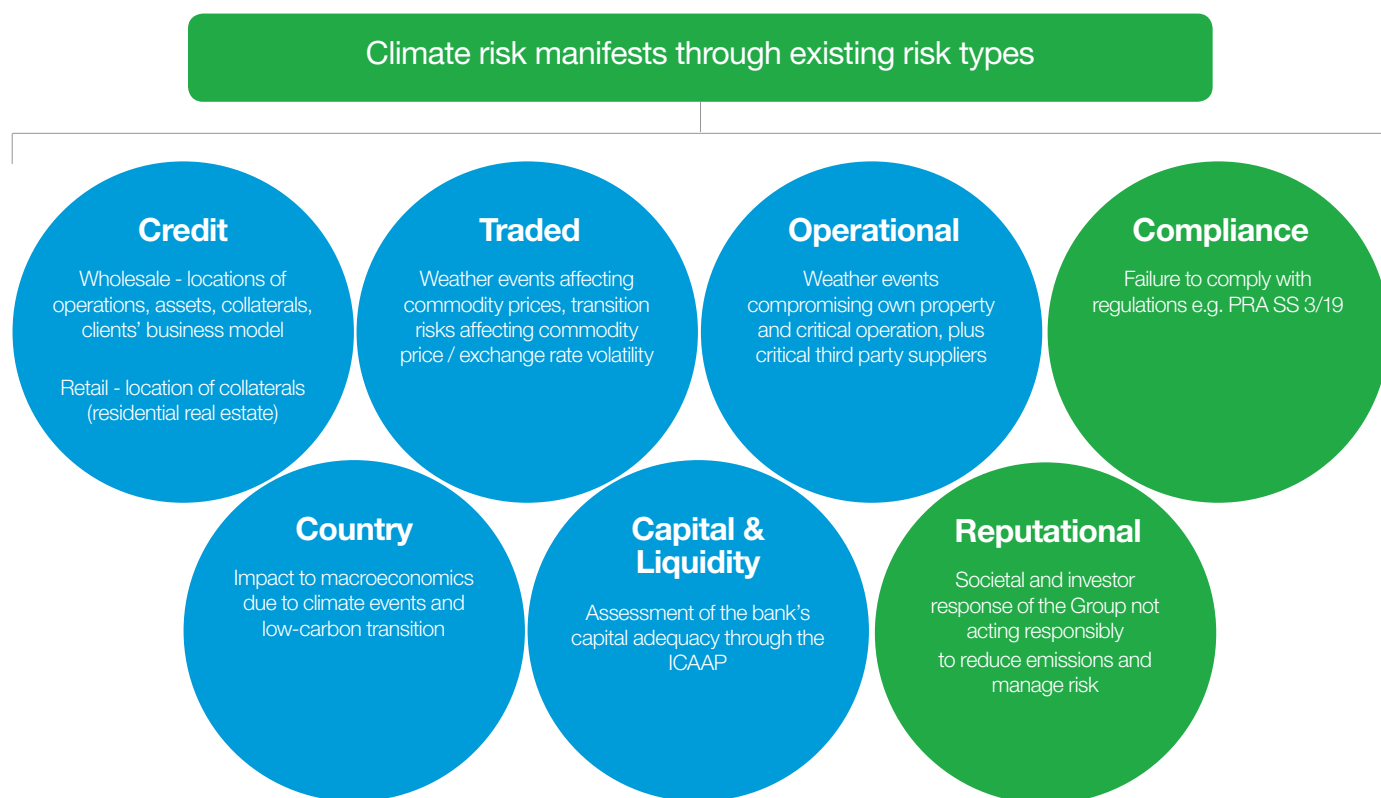 Climate risk manifests through existing risk types
Credit
Wholesale - locations of
operations, assets, collaterals,
clients’ business model
Retail - location of collaterals
(residential real estate)
Traded
Weather events affecting
commodity prices, transition
risks affecting commodity
price / exchange rate volatility
Operational
Weather events
compromising own property
and critical operation, plus
critical third party suppliers
Compliance
Failure to comply with
regulations e.g. PRA SS 3/19
Country
Impact to macroeconomics
due to climate events and
low-carbon transition
Capital &
Liquidity
Assessment of the bank’s
capital adequacy through the
ICAAP
Reputational
Societal and investor
response of the Group not
acting responsibly
to reduce emissions and
manage risk